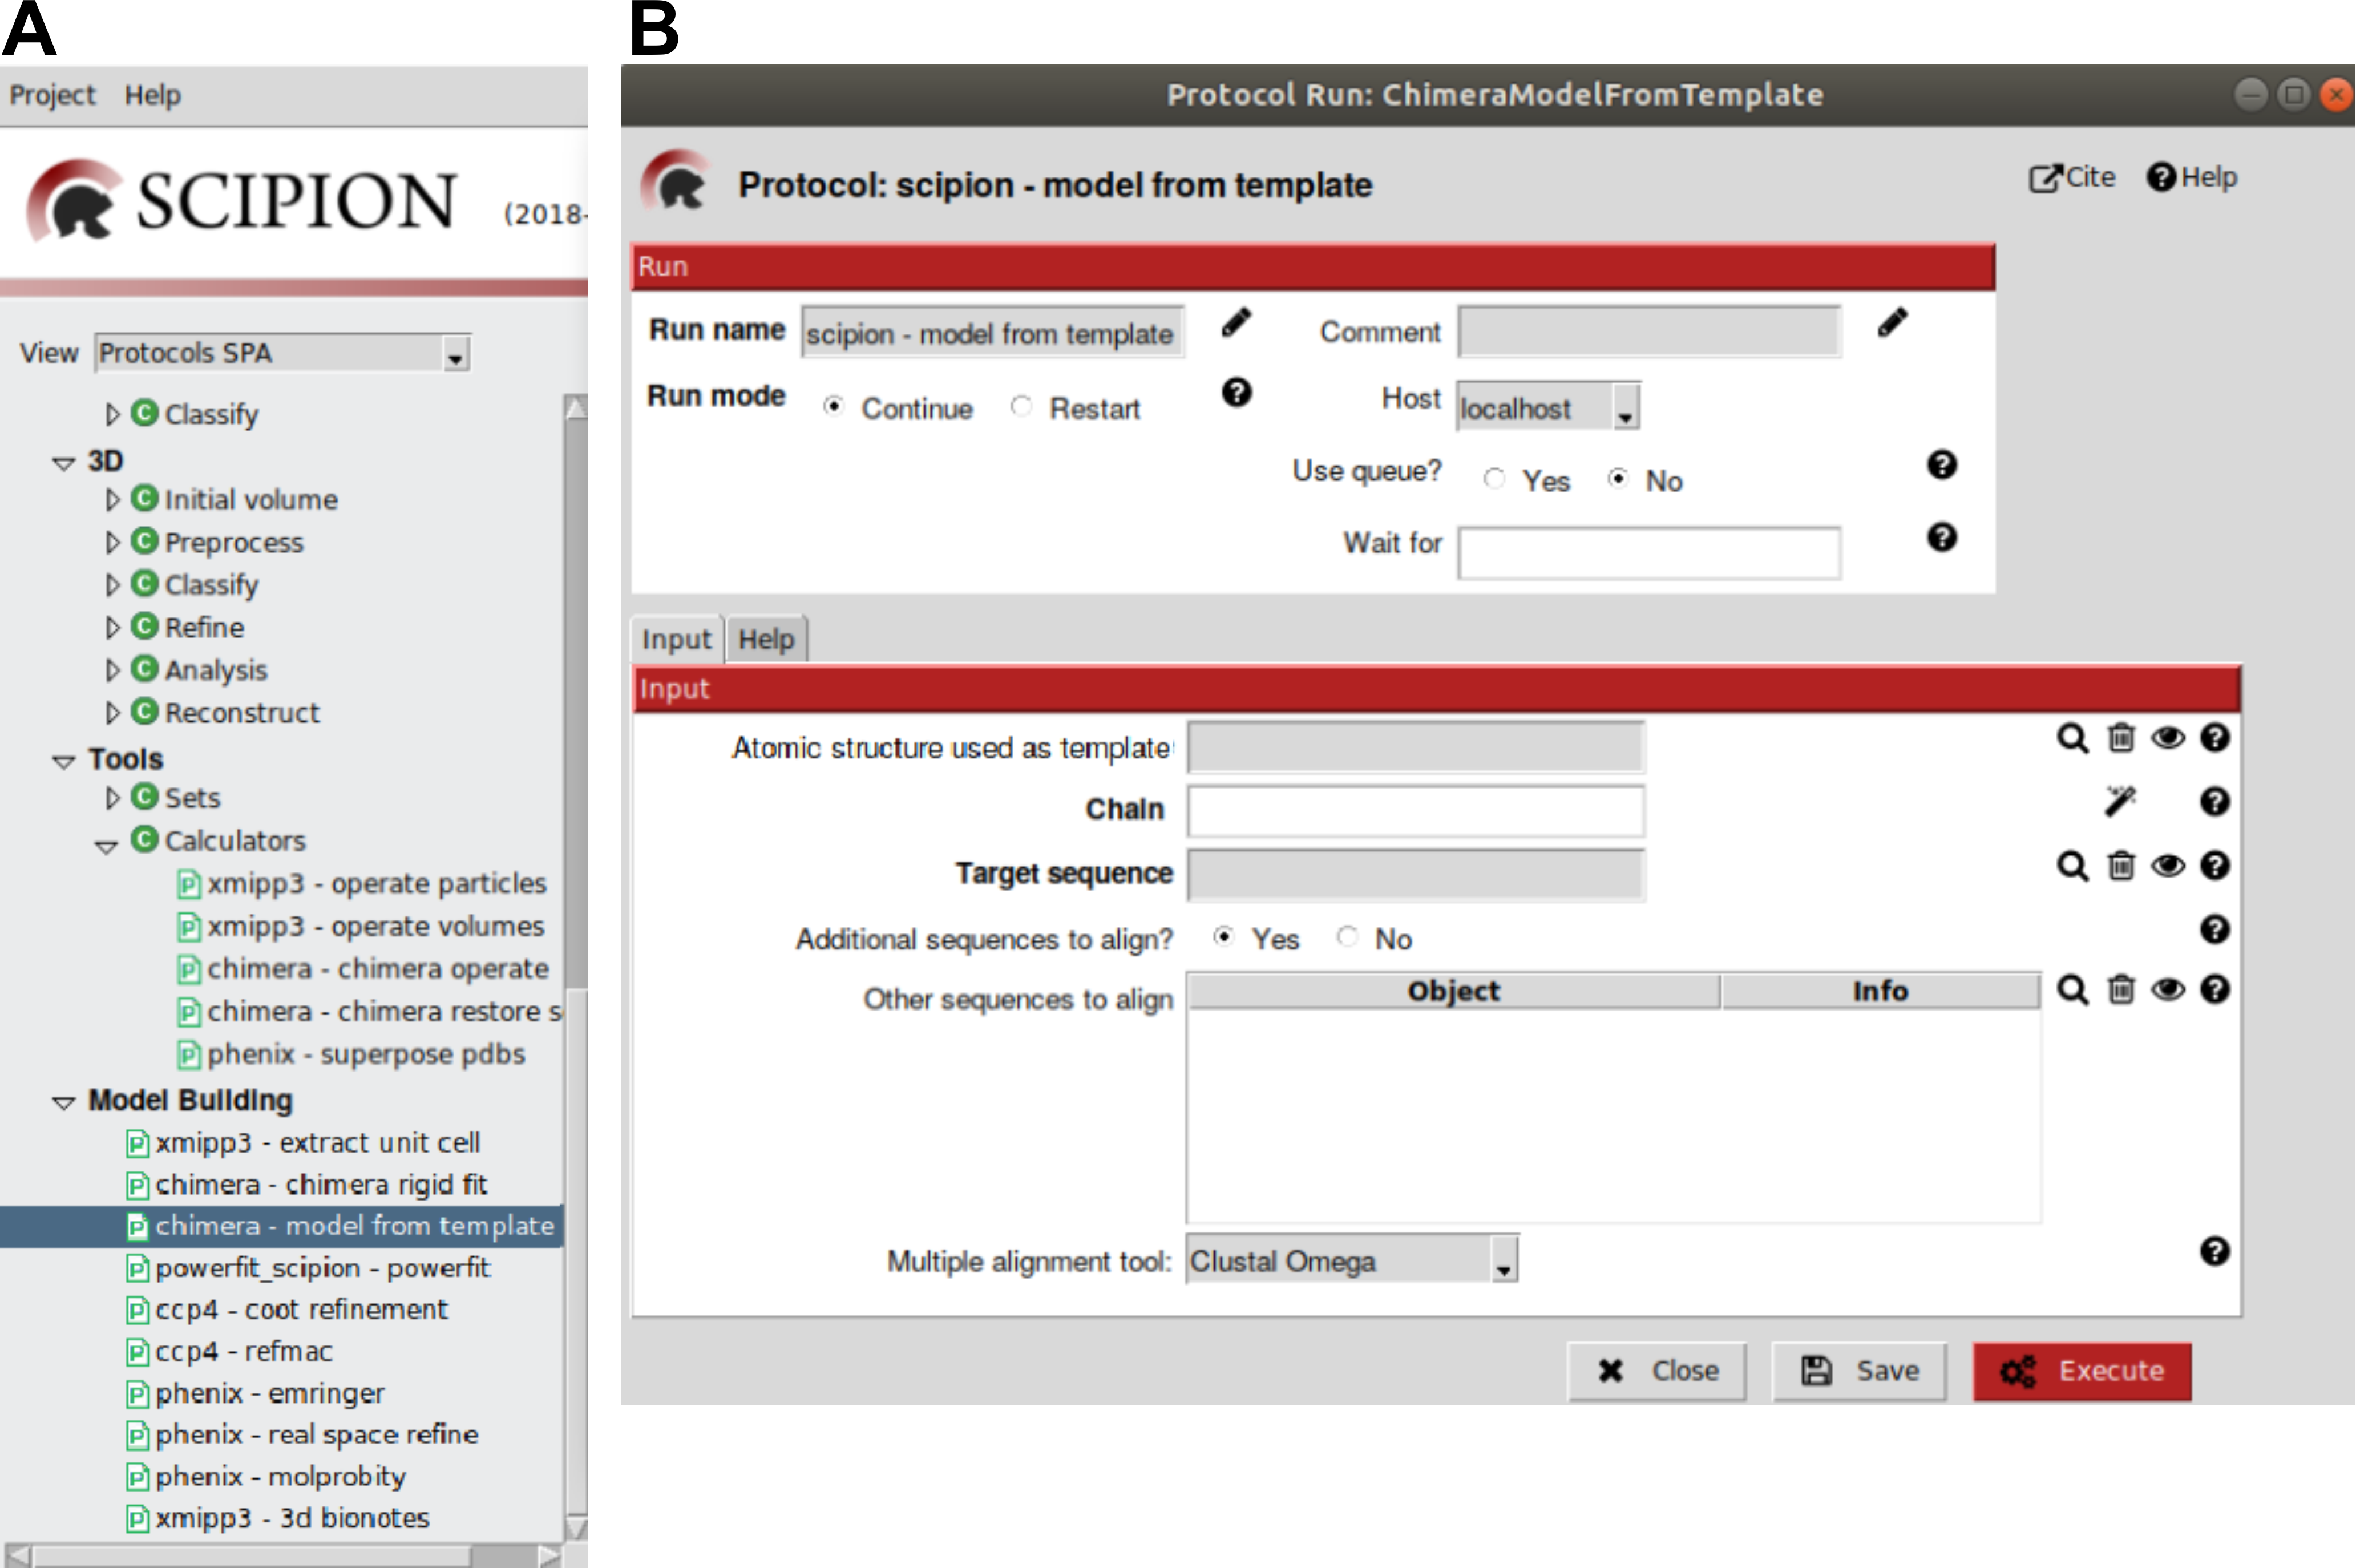 A
Project Help
SCIPION (2018-
View Protocols SPA
Classify
3D
Initial volume
Preprocess
Classify
Refine
Analysis
Reconstruct
Tools
Sets
Calculators
xmipp3 - operate particles
xmipp3 - operate volumes
chimera - chimera operate
chimera - chimera restore s
phenix - superpose pdbs
Model Building
xmipp3 - extract unit cell
chimera - chimera rigid fit
chimera - model from template
powerfit_scipion - powerfit
ccp4 - coot refinement
ccp4 - refmac
phenix - emringer
phenix - real space refine
phenix - molprobity
xmipp3 - 3d bionotes
B
Protocol Run: ChimeraModelFromTemplate
Protocol: scipion - model from template
Cite Help
Run
Run name scipion - model from template Comment
Run mode Continue Restart Host localhost
Use queue? Yes No
Wait for
Input Help
Input
Atomic structure used as template
Chain
Target sequence
Additional sequences to align? Yes No
Other sequences to align Object Info
Multiple alignment tool: Clustal Omega
Close Save Execute